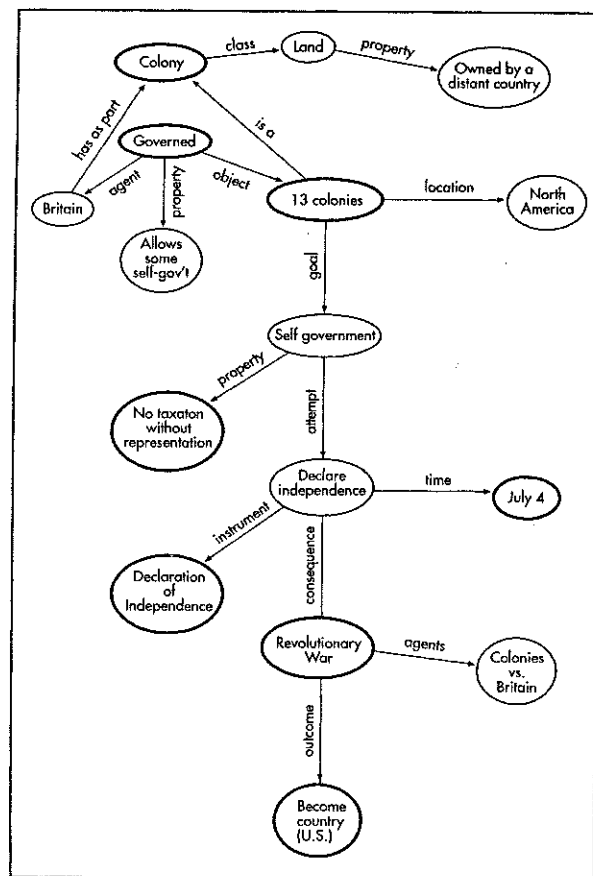 class
Land
property
Colony
Owned by a
distant country
has as part
is a
Governed
agent
property
object
Britain
13 colonies
location
North
America
Allows
some
self-gov't
goal
Self government
property
No taxaton
without
representation
attempt
Declare
independence
time
July 4
instrument
Declaration
of
Independence
consequence
Revolutionary
War
agents
Colonies
vs.
Britain
outcome
Become
country
(U.S.)